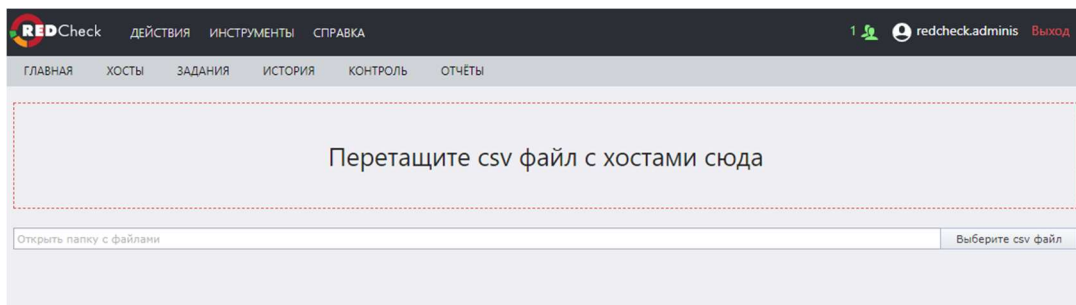 REDCheck ДЕЙСТВИЯ ИНСТРУМЕНТЫ СПРАВКА 1 redcheck.adminis Выход
ГЛАВНАЯ ХОСТЫ ЗАДАНИЯ ИСТОРИЯ КОНТРОЛЬ ОТЧЁТЫ
Перетащите csv файл с хостами сюда
Открыть папку с файлами Выберите csv файл